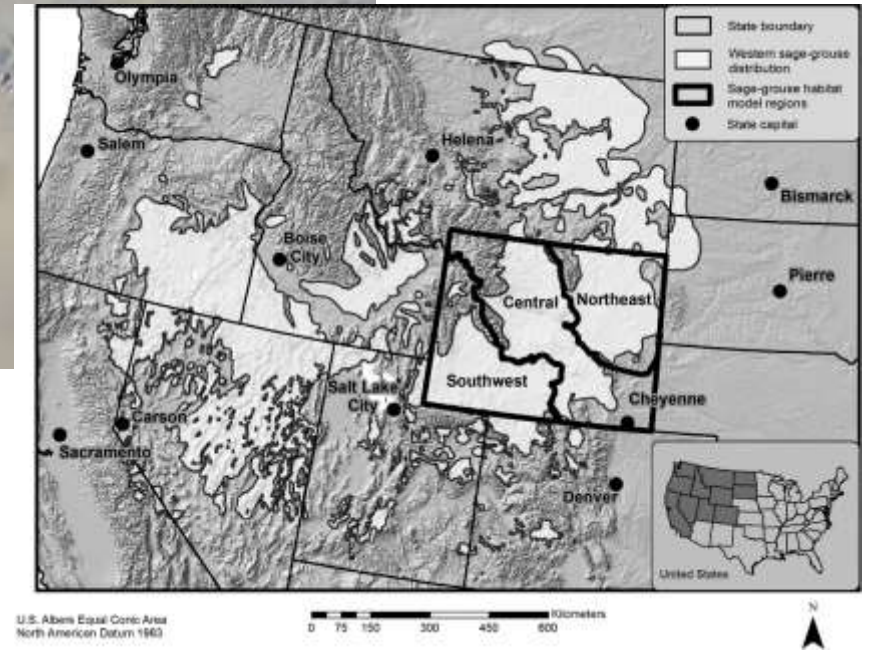 State boundary
Western sage-grouse
distribution
Sage-grouse habitat
model regions
State capital
Olympia
Salem
Helena
Bismarck
Boise
City
Pierre
Central
Northeast
Southwest
Salt Lake
City
Cheyenne
Carson
Sacramento
Denver
United States
U.S. Albers Equal Conic Area
North American Datum 1983
Kilometers
0 75 150 300 450 600
N